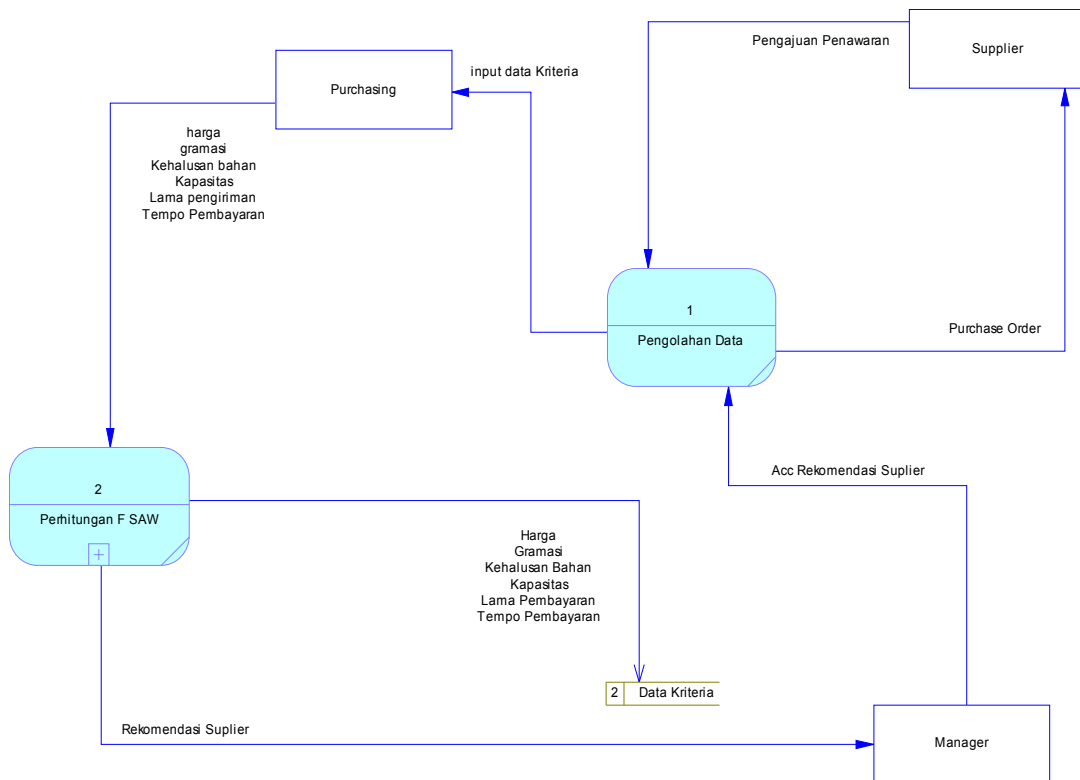 Pengajuan Penawaran
Supplier
input data Kriteria
Purchasing
harga
gramasi
Kehalusan bahan
Kapasitas
Lama pengiriman
Tempo Pembayaran
1
Pengolahan Data
Purchase Order
Acc Rekomendasi Suplier
2
Perhitungan F SAW
+
Harga
Gramasi
Kehalusan Bahan
Kapasitas
Lama Pembayaran
Tempo Pembayaran
2 Data Kriteria
Rekomendasi Suplier
Manager